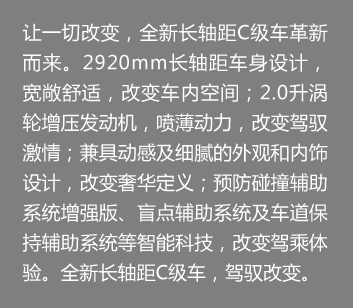 让一切改变，全新长轴距C级车革新
而来。2920mm长轴距车身设计，
宽敞舒适，改变车内空间；2.0升涡
轮增压发动机，喷薄动力，改变驾驭
激情；兼具动感及细腻的外观和内饰
设计，改变奢华定义；预防碰撞辅助
系统增强版、盲点辅助系统及车道保
持辅助系统等智能科技，改变驾乘体
验。全新长轴距C级车，驾驭改变。